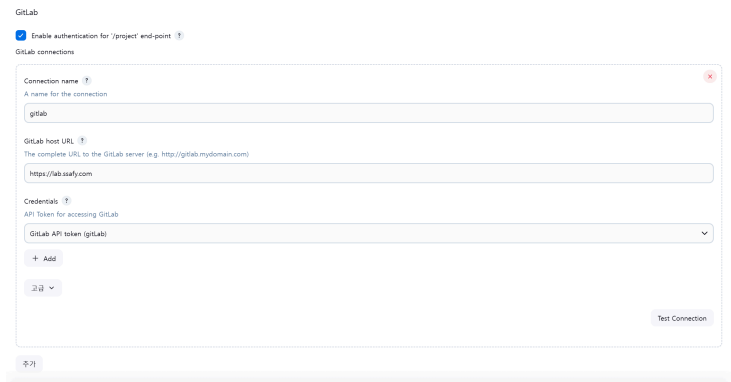 GitLab
Enable authentication for '/project' end-point ?
GitLab connections
Connection name ?
A name for the connection
gitlab
GitLab host URL ?
The complete URL to the GitLab server (e.g. http://gitlab.mydomain.com)
https://lab.ssafy.com
Credentials ?
API Token for accessing GitLab
GitLab API token (gitLab)
+ Add
고급
Test Connection
추가